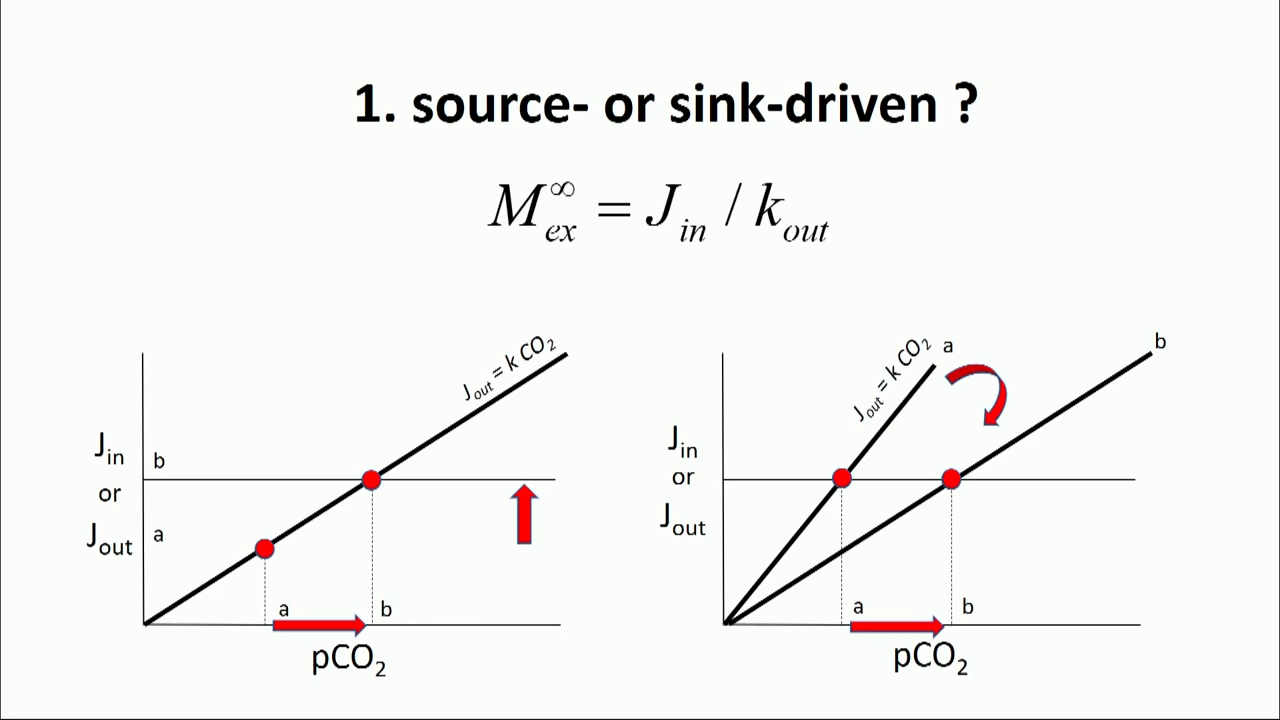 1. source- or sink-driven ?
M∞ex = Jin / kout
Jout = k CO2
Jin
or
Jout
b
a
a
b
pCO2
Jout = k CO2
a
b
Jin
or
Jout
a
b
pCO2